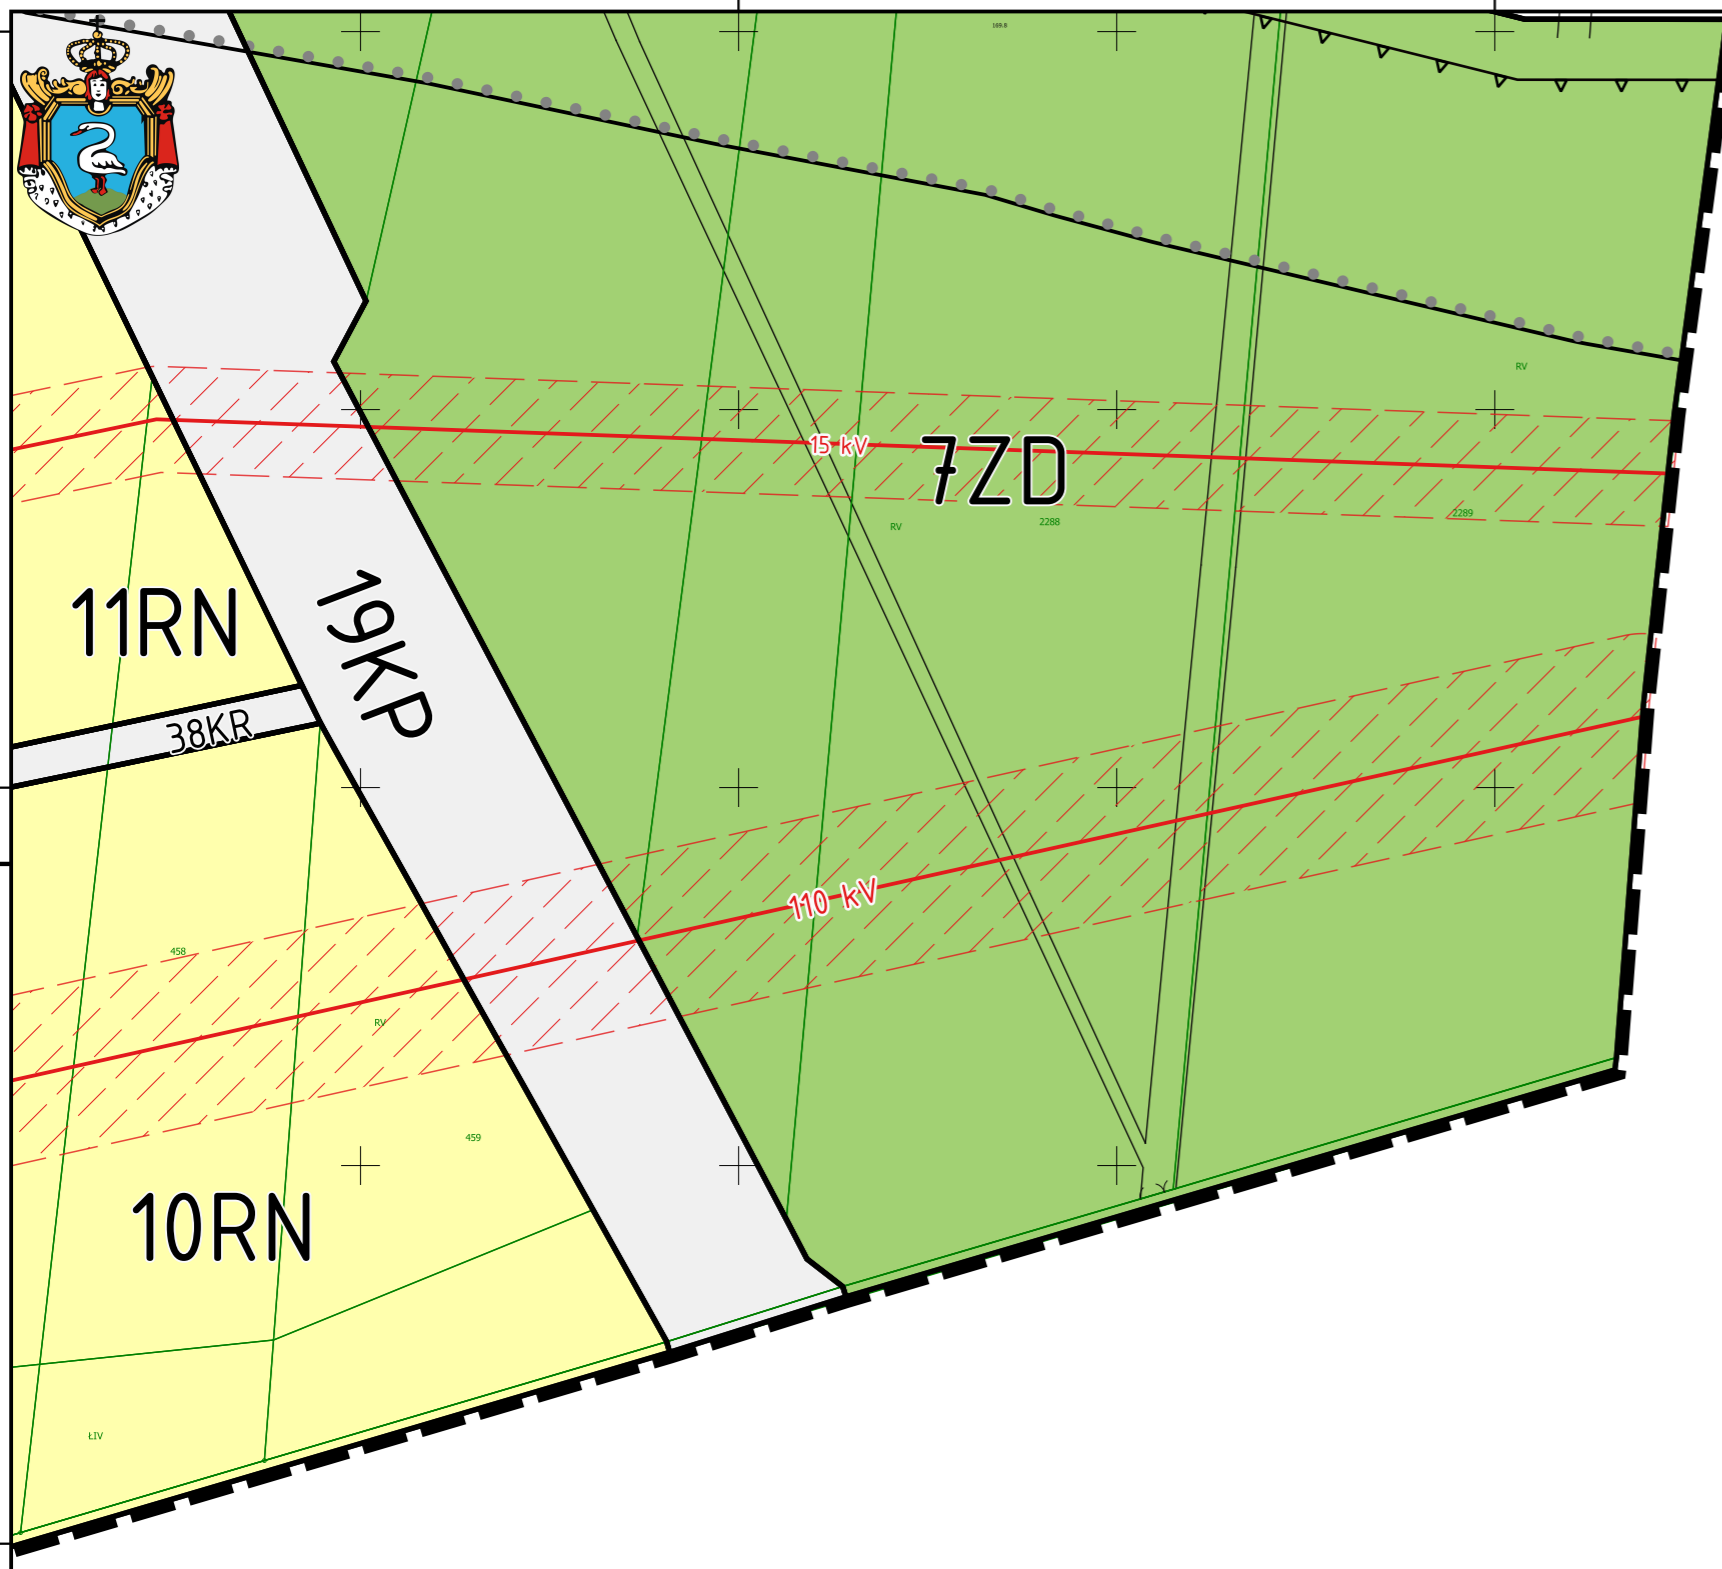 169.8
RV
15 kV
7ZD
RV
2288
2289
11RN
19KP
38KR
110 kV
458
RV
459
10RN
ŁIV